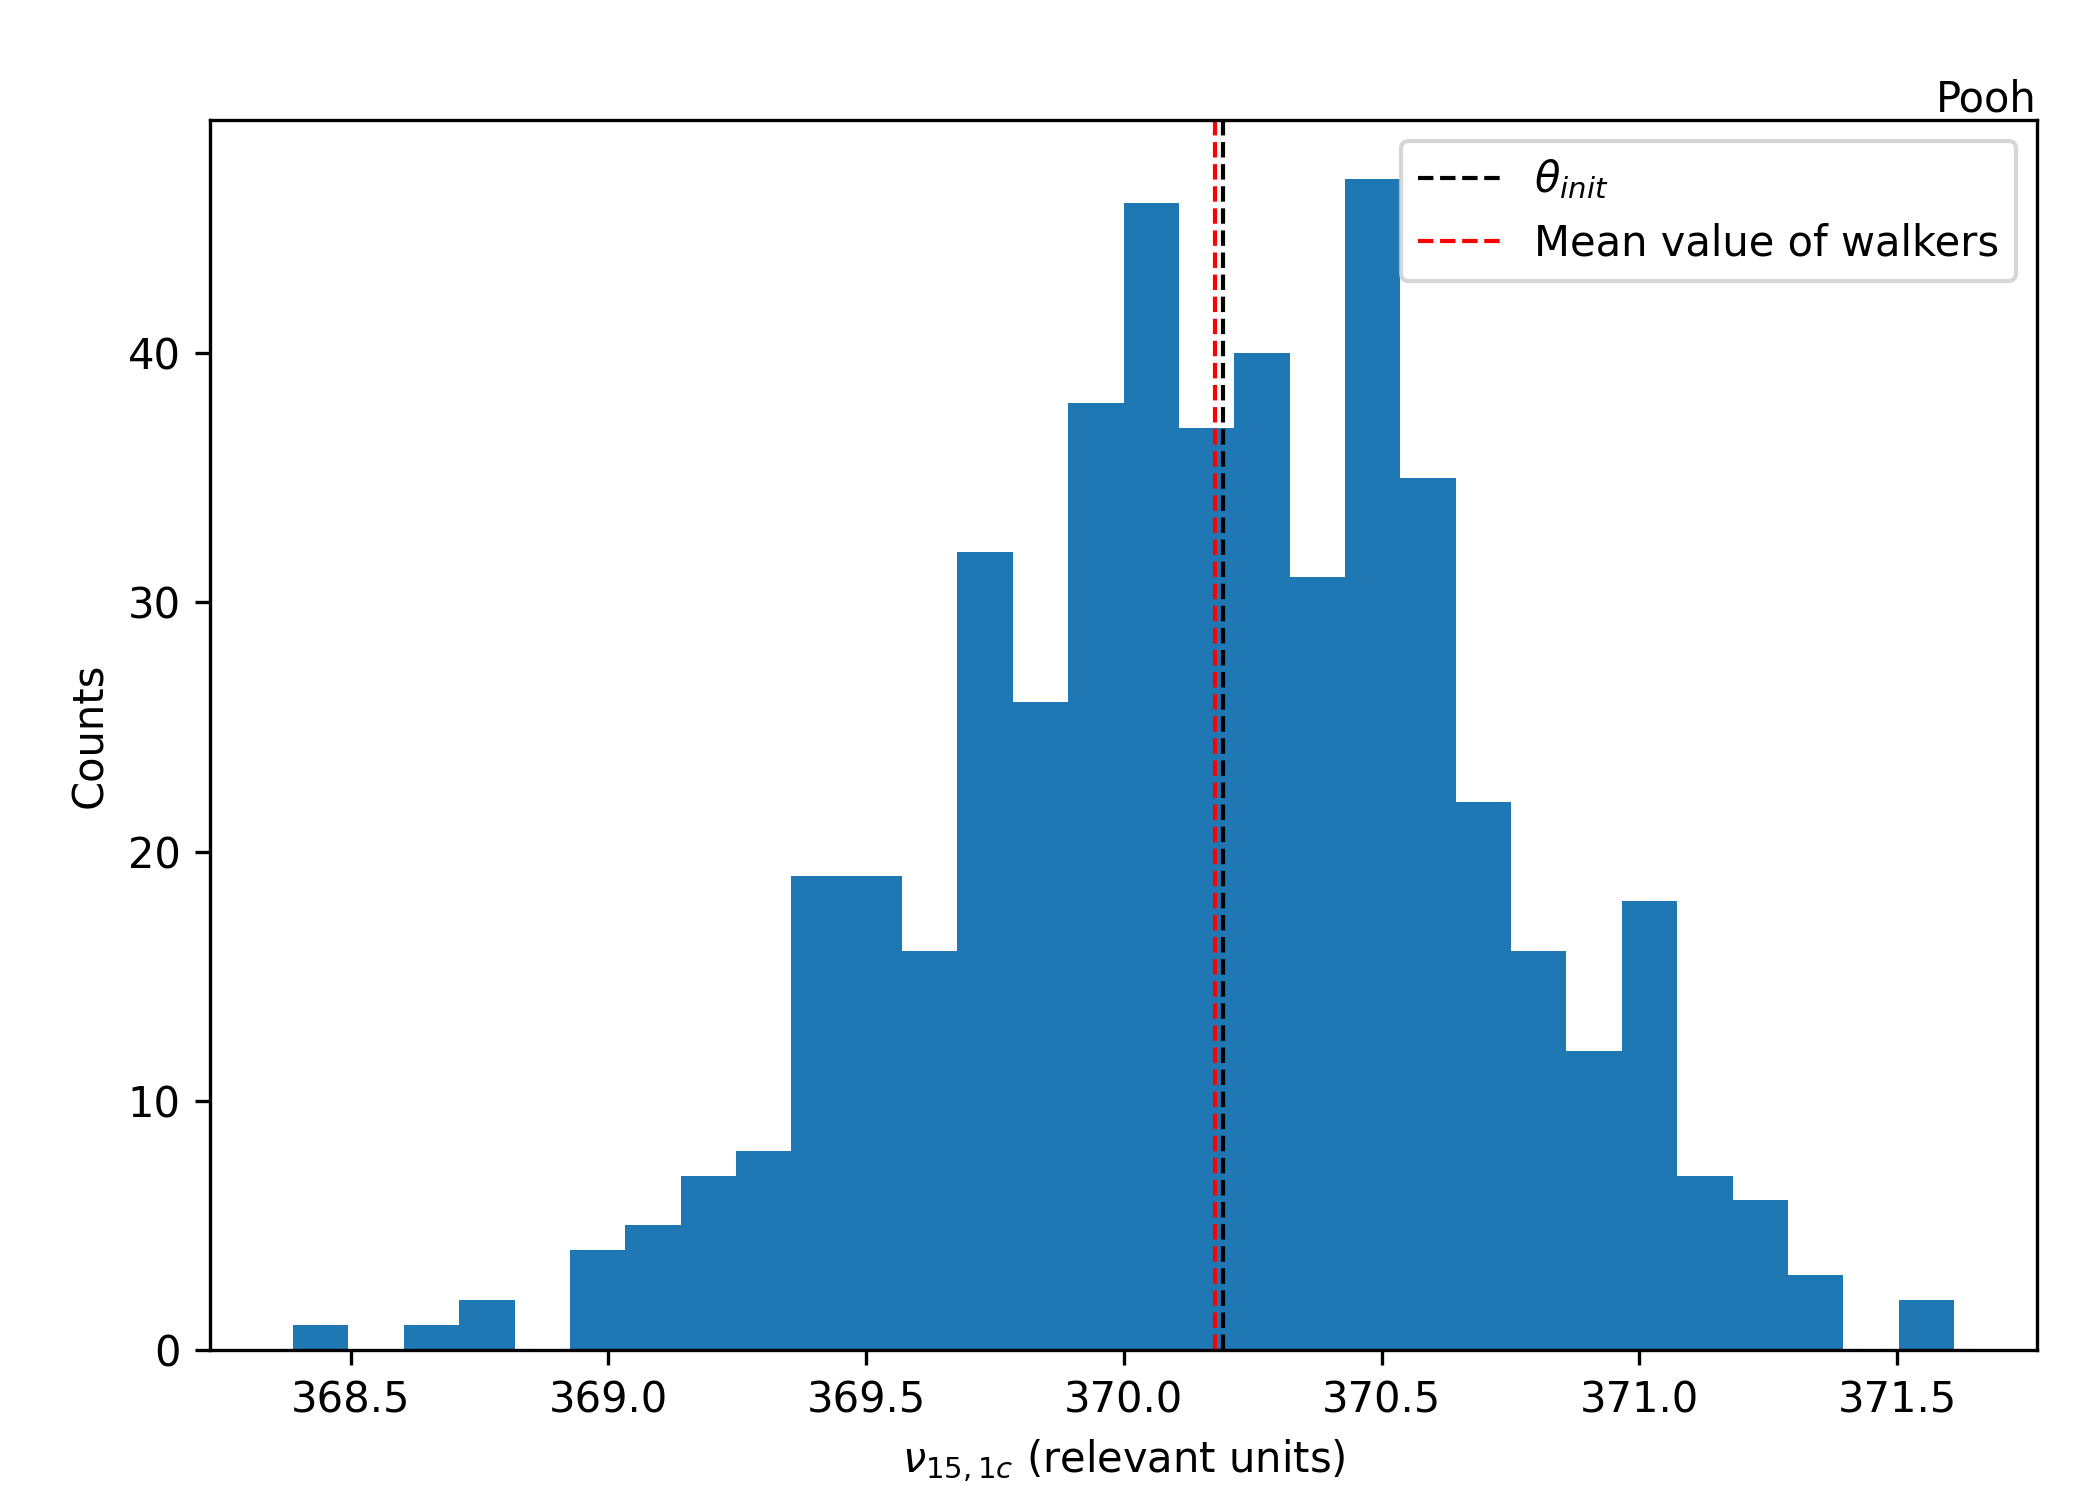 Pooh
θinit
Mean value of walkers
40
30
20
10
0
Counts
368.5 369.0 369.5 370.0 370.5 371.0 371.5
ν15,1c (relevant units)